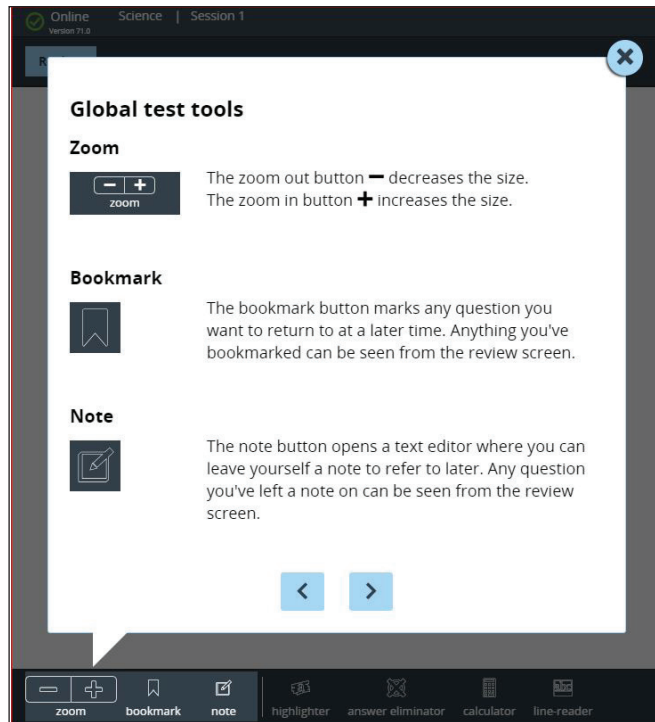 Online Science | Session 1
Version 71.0
Global test tools
Zoom
zoom
The zoom out button − decreases the size.
The zoom in button + increases the size.
Bookmark
The bookmark button marks any question you
want to return to at a later time. Anything you've
bookmarked can be seen from the review screen.
Note
The note button opens a text editor where you can
leave yourself a note to refer to later. Any question
you've left a note on can be seen from the review
screen.
zoom bookmark note highlighter answer eliminator calculator line-reader